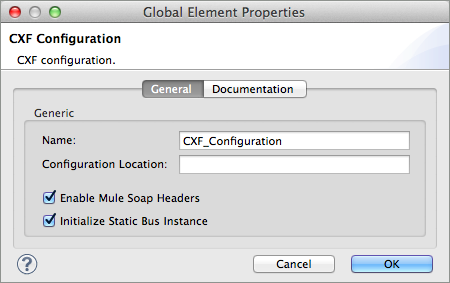 Global Element Properties
CXF Configuration
CXF configuration.
General Documentation
Generic
Name: CXF_Configuration
Configuration Location:
Enable Mule Soap Headers
Initialize Static Bus Instance
? Cancel OK